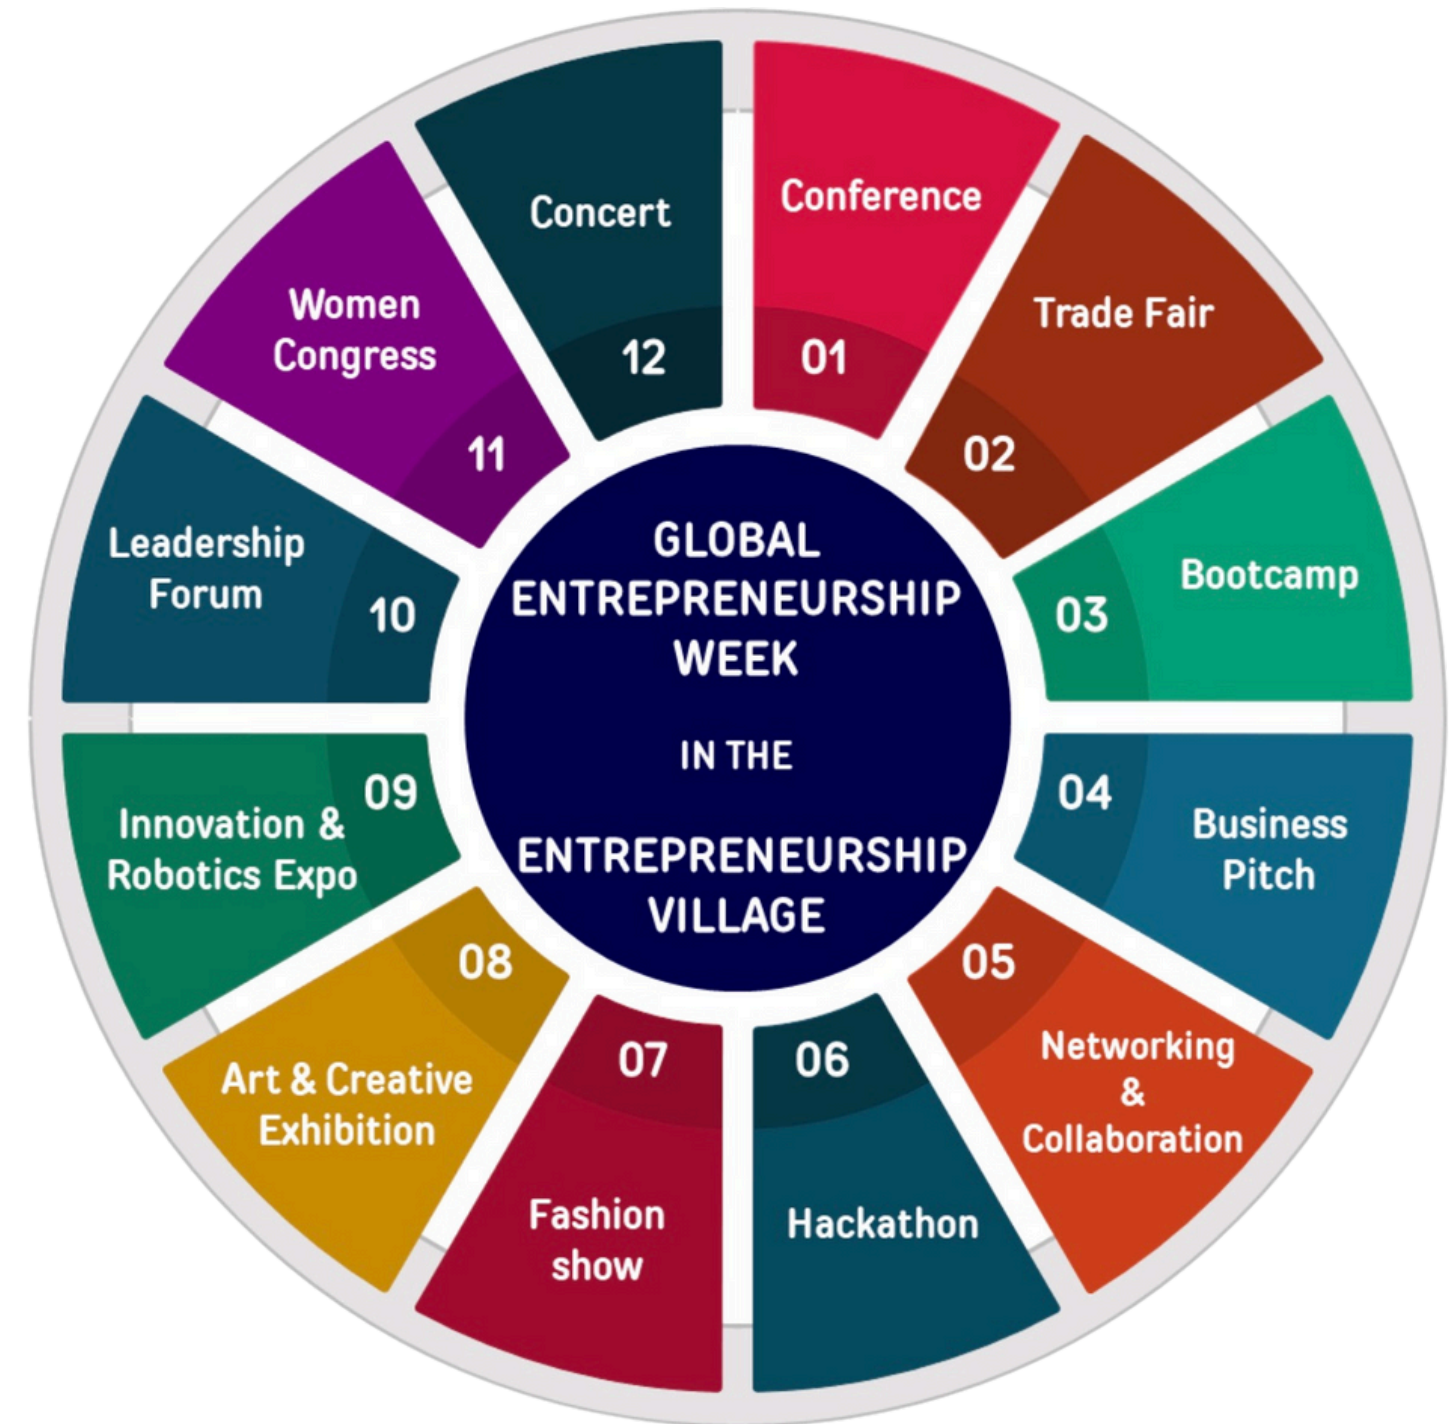 GLOBAL
ENTREPRENEURSHIP
WEEK
IN THE
ENTREPRENEURSHIP
VILLAGE
Conference
01
Trade Fair
02
Bootcamp
03
Business
Pitch
04
Networking
&
Collaboration
05
Hackathon
06
Fashion
show
07
Art & Creative
Exhibition
08
Innovation &
Robotics Expo
09
Leadership
Forum
10
Women
Congress
11
Concert
12